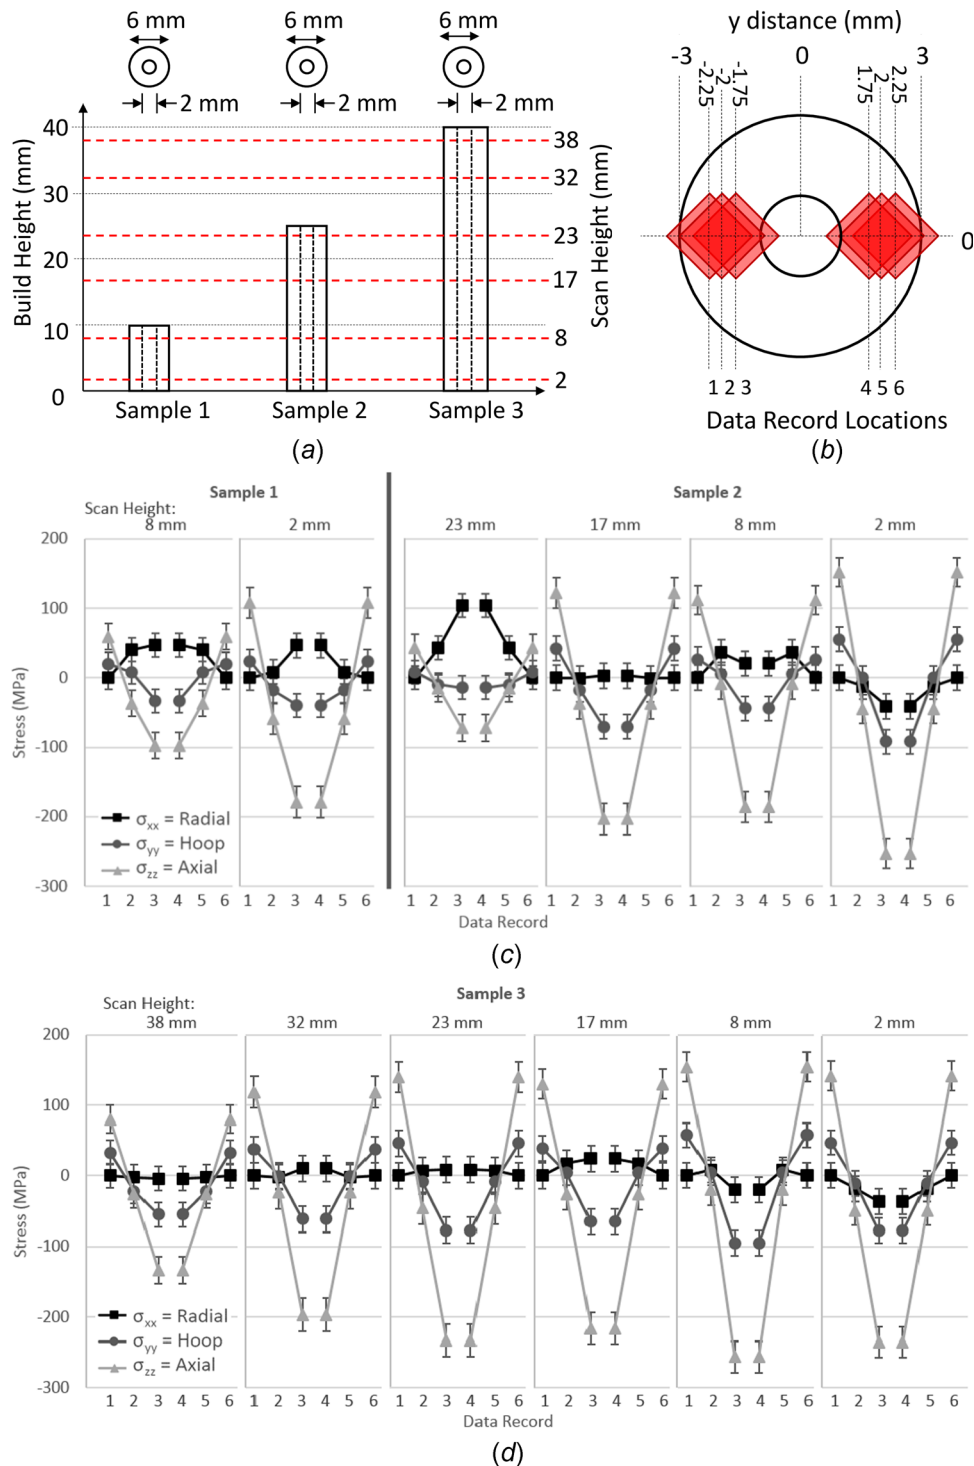 6 mm 6 mm 6 mm
2 mm 2 mm 2 mm
Build Height (mm)
40
30
20
10
0
38
32
23
17
8
2
Scan Height (mm)
Sample 1 Sample 2 Sample 3
(a)
y distance (mm)
-3 0 3
-2.25 -2 -1.75 1.75 2 2.25
0
1 2 3 4 5 6
Data Record Locations
(b)
Sample 1 Sample 2
Scan Height:
8 mm 2 mm 23 mm 17 mm 8 mm 2 mm
Stress (MPa)
200
100
0
-100
-200
-300
σxx = Radial
σyy = Hoop
σzz = Axial
1 2 3 4 5 6 1 2 3 4 5 6 1 2 3 4 5 6 1 2 3 4 5 6 1 2 3 4 5 6 1 2 3 4 5 6
Data Record
(c)
Sample 3
Scan Height:
38 mm 32 mm 23 mm 17 mm 8 mm 2 mm
Stress (MPa)
200
100
0
-100
-200
-300
σxx = Radial
σyy = Hoop
σzz = Axial
1 2 3 4 5 6 1 2 3 4 5 6 1 2 3 4 5 6 1 2 3 4 5 6 1 2 3 4 5 6 1 2 3 4 5 6
Data Record
(d)